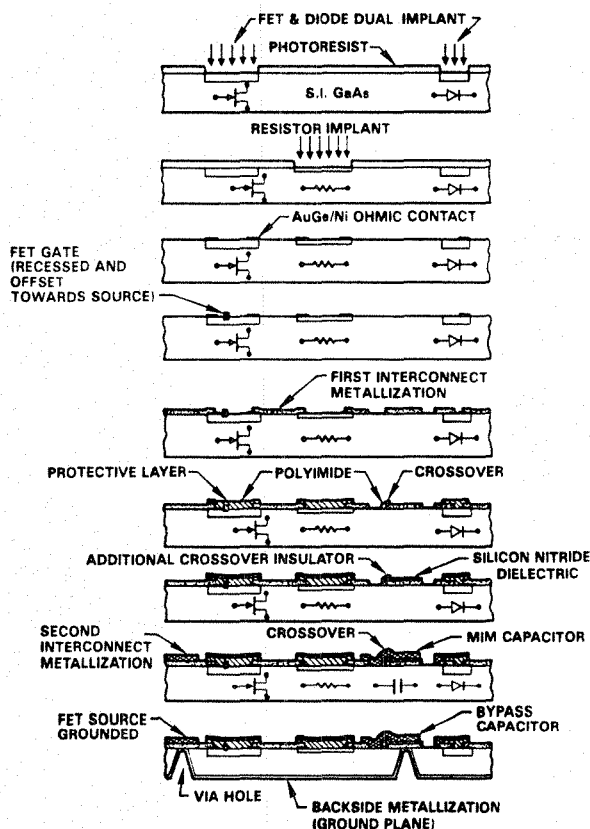 FET & DIODE DUAL IMPLANT
PHOTORESIST
S.I. GaAs
RESISTOR IMPLANT
AuGe/Ni OHMIC CONTACT
FET GATE
(RECESSED AND
OFFSET
TOWARDS SOURCE)
FIRST INTERCONNECT
METALLIZATION
PROTECTIVE LAYER
POLYIMIDE
CROSSOVER
ADDITIONAL CROSSOVER INSULATOR
SILICON NITRIDE
DIELECTRIC
SECOND
INTERCONNECT
METALLIZATION
CROSSOVER
MIM CAPACITOR
FET SOURCE
GROUNDED
BYPASS
CAPACITOR
VIA HOLE
BACKSIDE METALLIZATION
(GROUND PLANE)